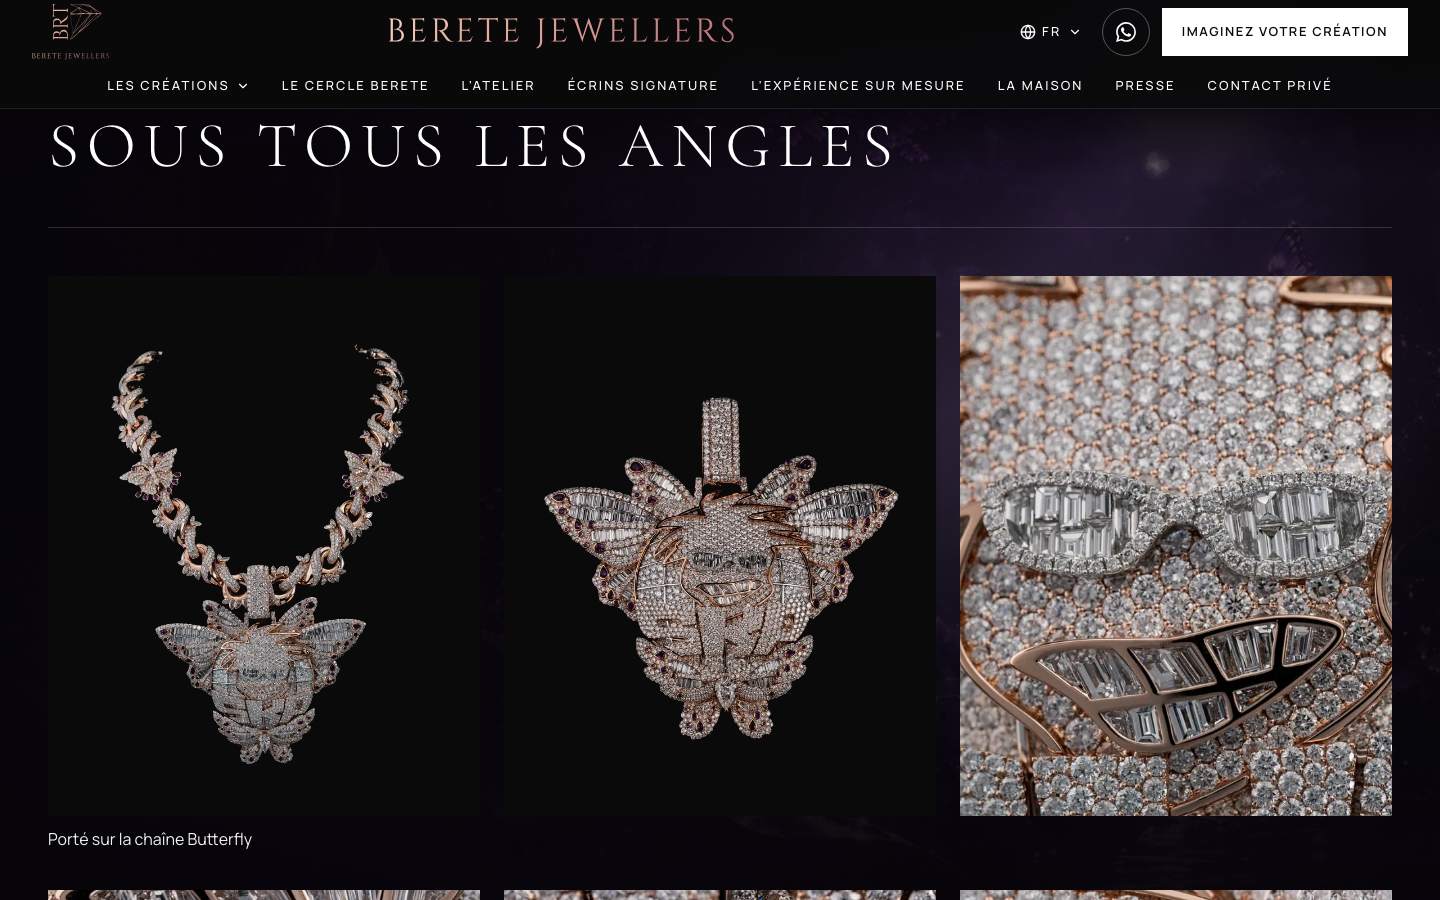 BRT
BERETE JEWELLERS
BERETE JEWELLERS
FR
IMAGINEZ VOTRE CRÉATION
LES CRÉATIONS
LE CERCLE BERETE
L'ATELIER
ÉCRINS SIGNATURE
L'EXPÉRIENCE SUR MESURE
LA MAISON
PRESSE
CONTACT PRIVÉ
SOUS TOUS LES ANGLES
Porté sur la chaîne Butterfly